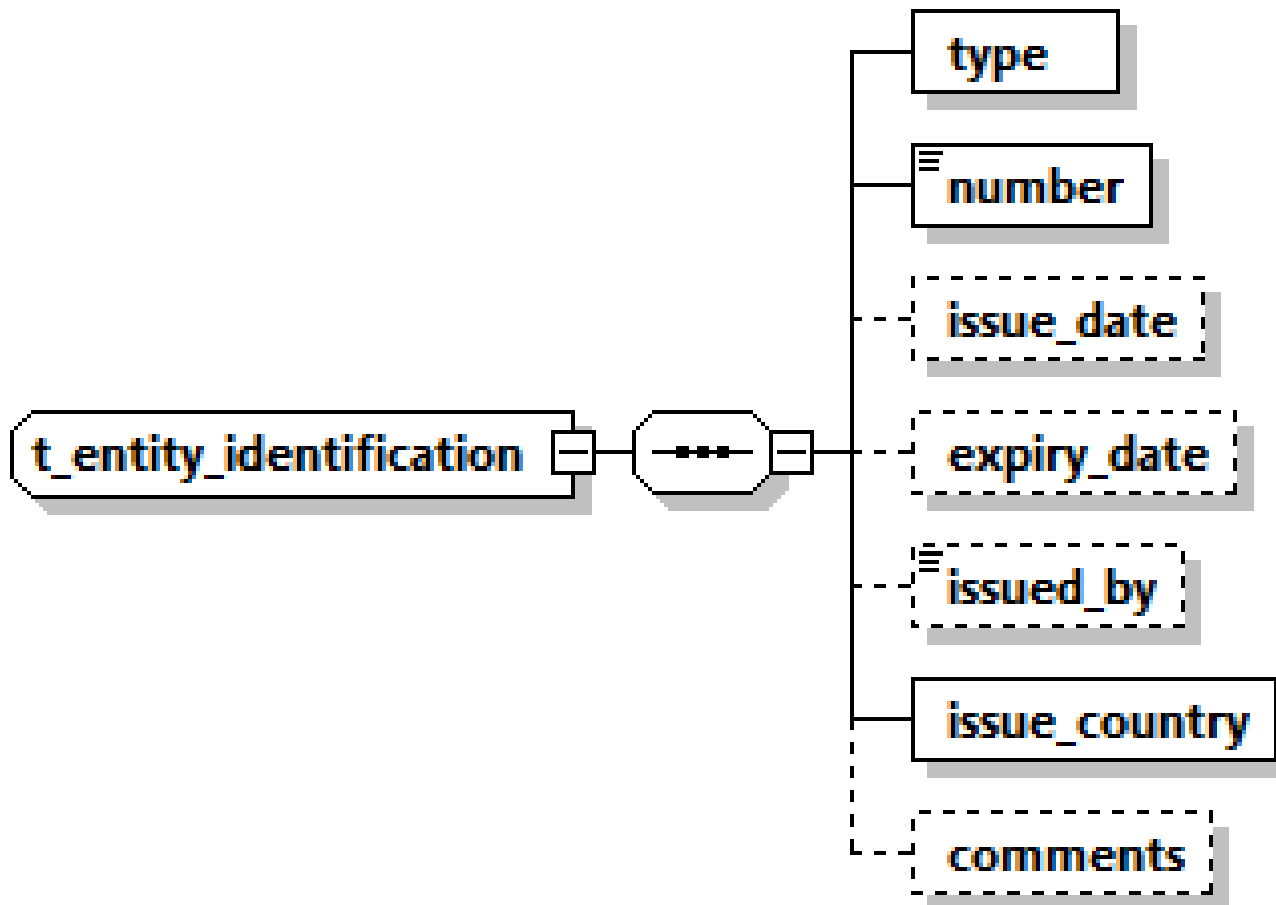 type
number
issue_date
t_entity_identification
expiry_date
issued_by
issue_country
comments